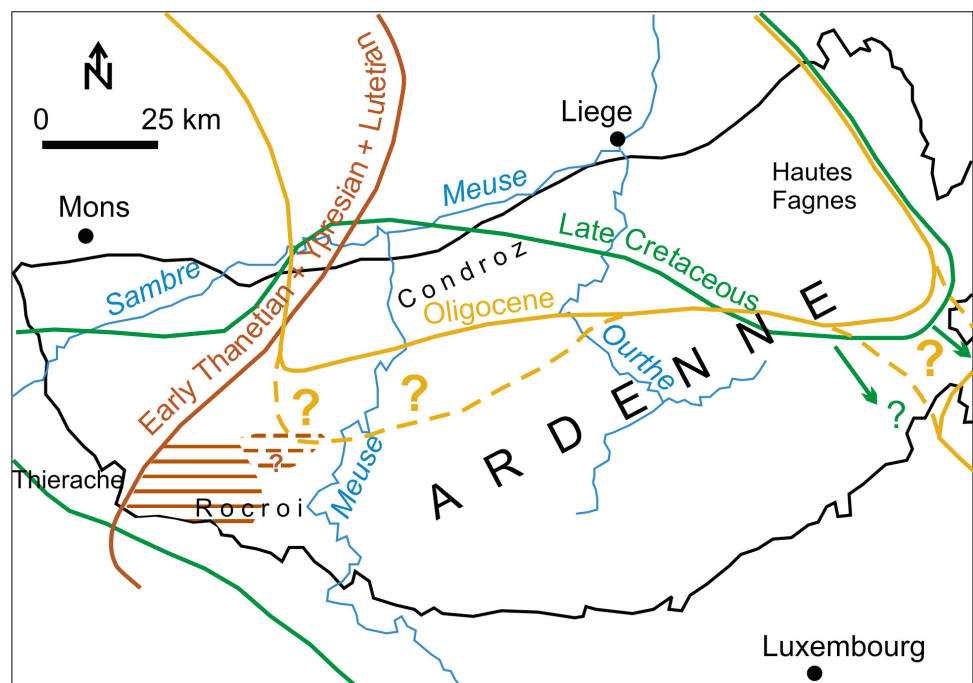 N
0 25 km
Liege
Mons
Meuse
Sambre
Early Thanetian + Ypresian + Lutetian
Hautes
Fagnes
Late Cretaceous
Condroz
Oligocene
ARDENNE
Ourthe
?
?
?
?
?
Meuse
Thierache
Rocroi
Luxembourg